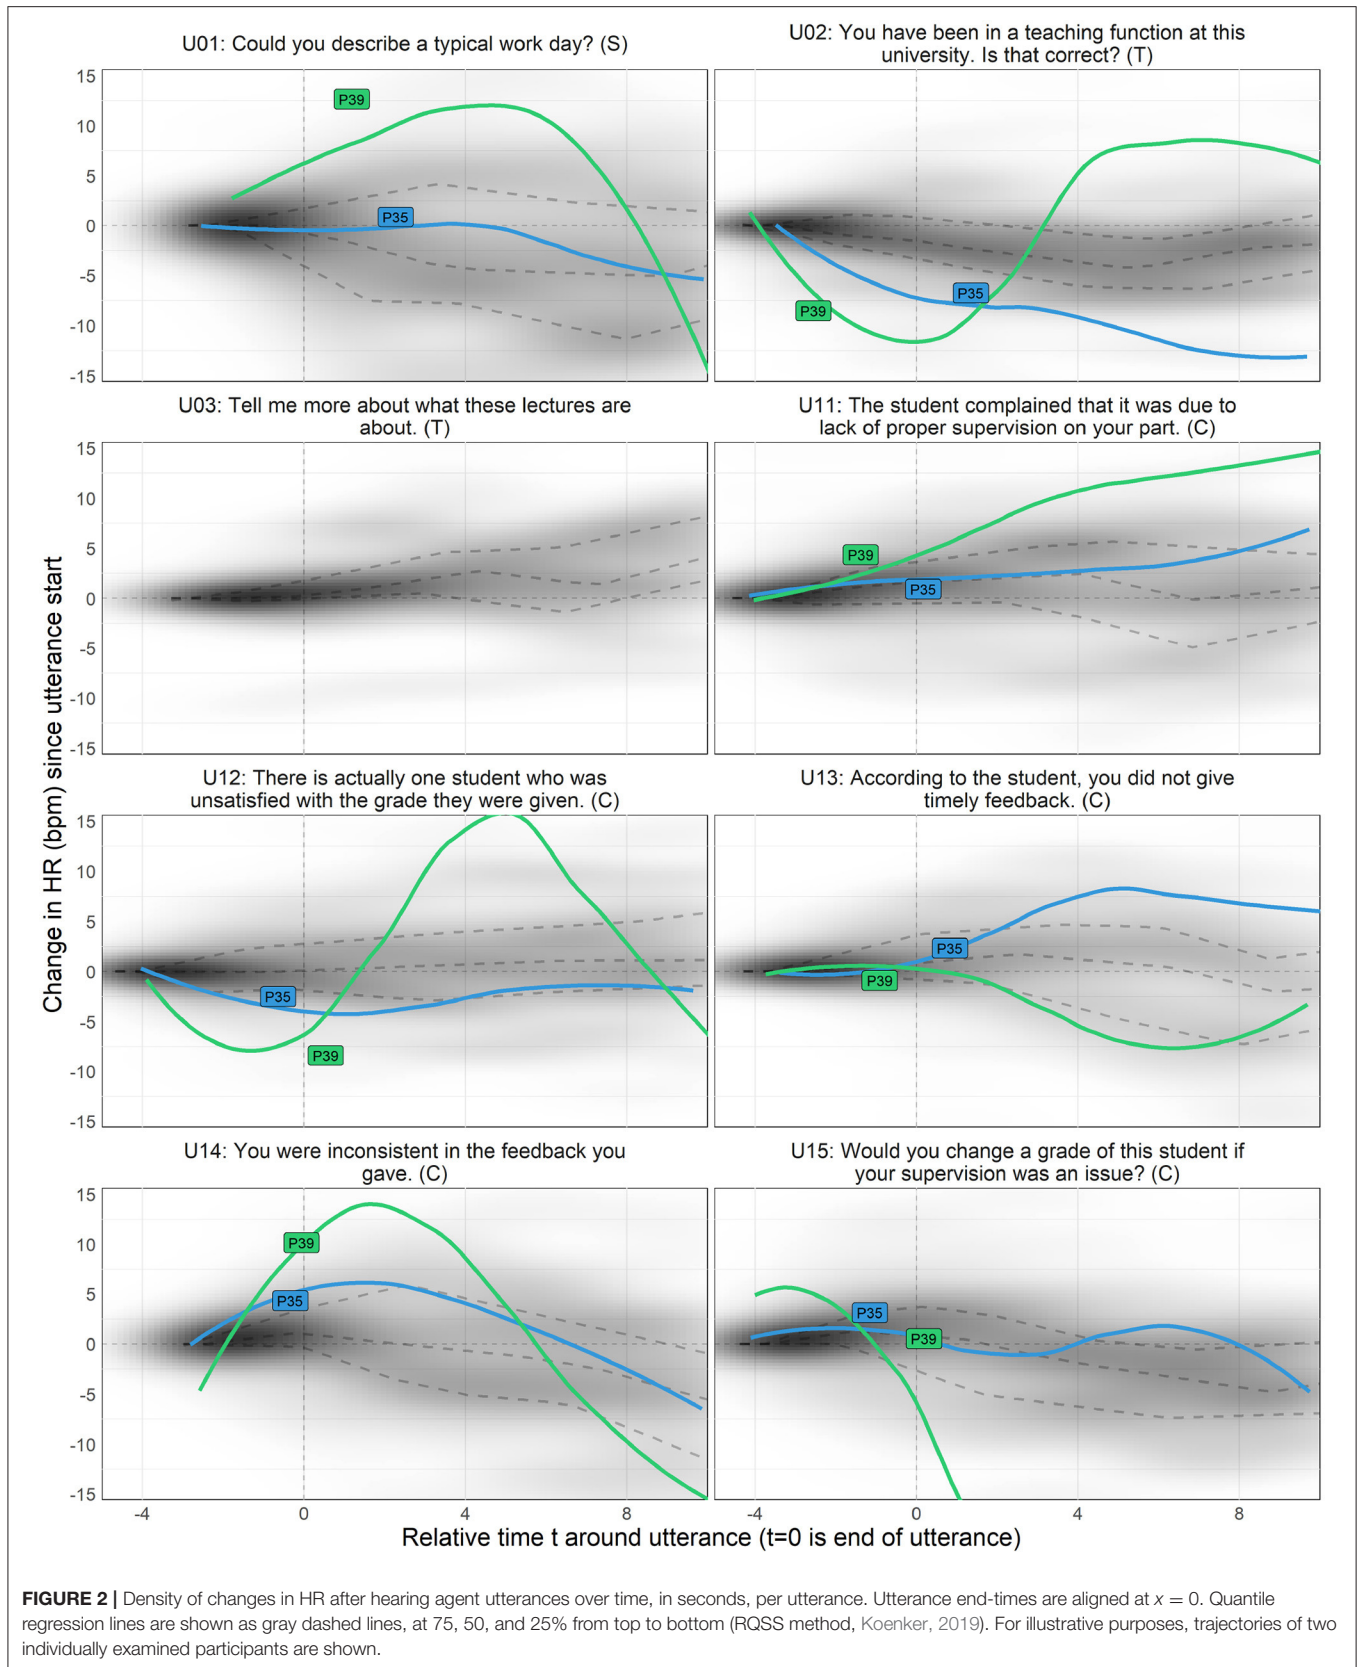 U01: Could you describe a typical work day? (S)
U02: You have been in a teaching function at this
university. Is that correct? (T)
15
10
5
0
-5
-10
-15
P39
P35
P35
P39
U03: Tell me more about what these lectures are
about. (T)
U11: The student complained that it was due to
lack of proper supervision on your part. (C)
15
10
5
0
-5
-10
-15
P39
P35
Change in HR (bpm) since utterance start
U12: There is actually one student who was
unsatisfied with the grade they were given. (C)
U13: According to the student, you did not give
timely feedback. (C)
15
10
5
0
-5
-10
-15
P35
P39
P35
P39
U14: You were inconsistent in the feedback you
gave. (C)
U15: Would you change a grade of this student if
your supervision was an issue? (C)
15
10
5
0
-5
-10
-15
P39
P35
P35
P39
-4 0 4 8
-4 0 4 8
Relative time t around utterance (t=0 is end of utterance)
FIGURE 2 | Density of changes in HR after hearing agent utterances over time, in seconds, per utterance. Utterance end-times are aligned at x = 0. Quantile
regression lines are shown as gray dashed lines, at 75, 50, and 25% from top to bottom (RQSS method, Koenker, 2019). For illustrative purposes, trajectories of two
individually examined participants are shown.